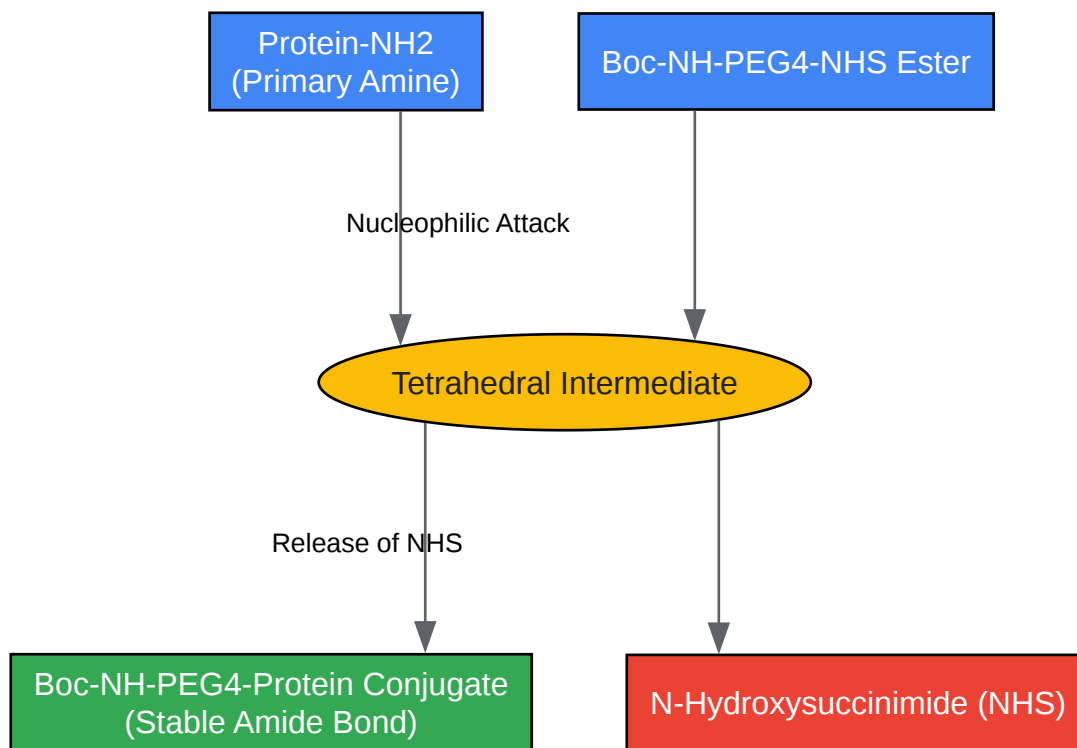 Protein-NH2
(Primary Amine)
Boc-NH-PEG4-NHS Ester
Nucleophilic Attack
Tetrahedral Intermediate
Release of NHS
Boc-NH-PEG4-Protein Conjugate
(Stable Amide Bond)
N-Hydroxysuccinimide (NHS)